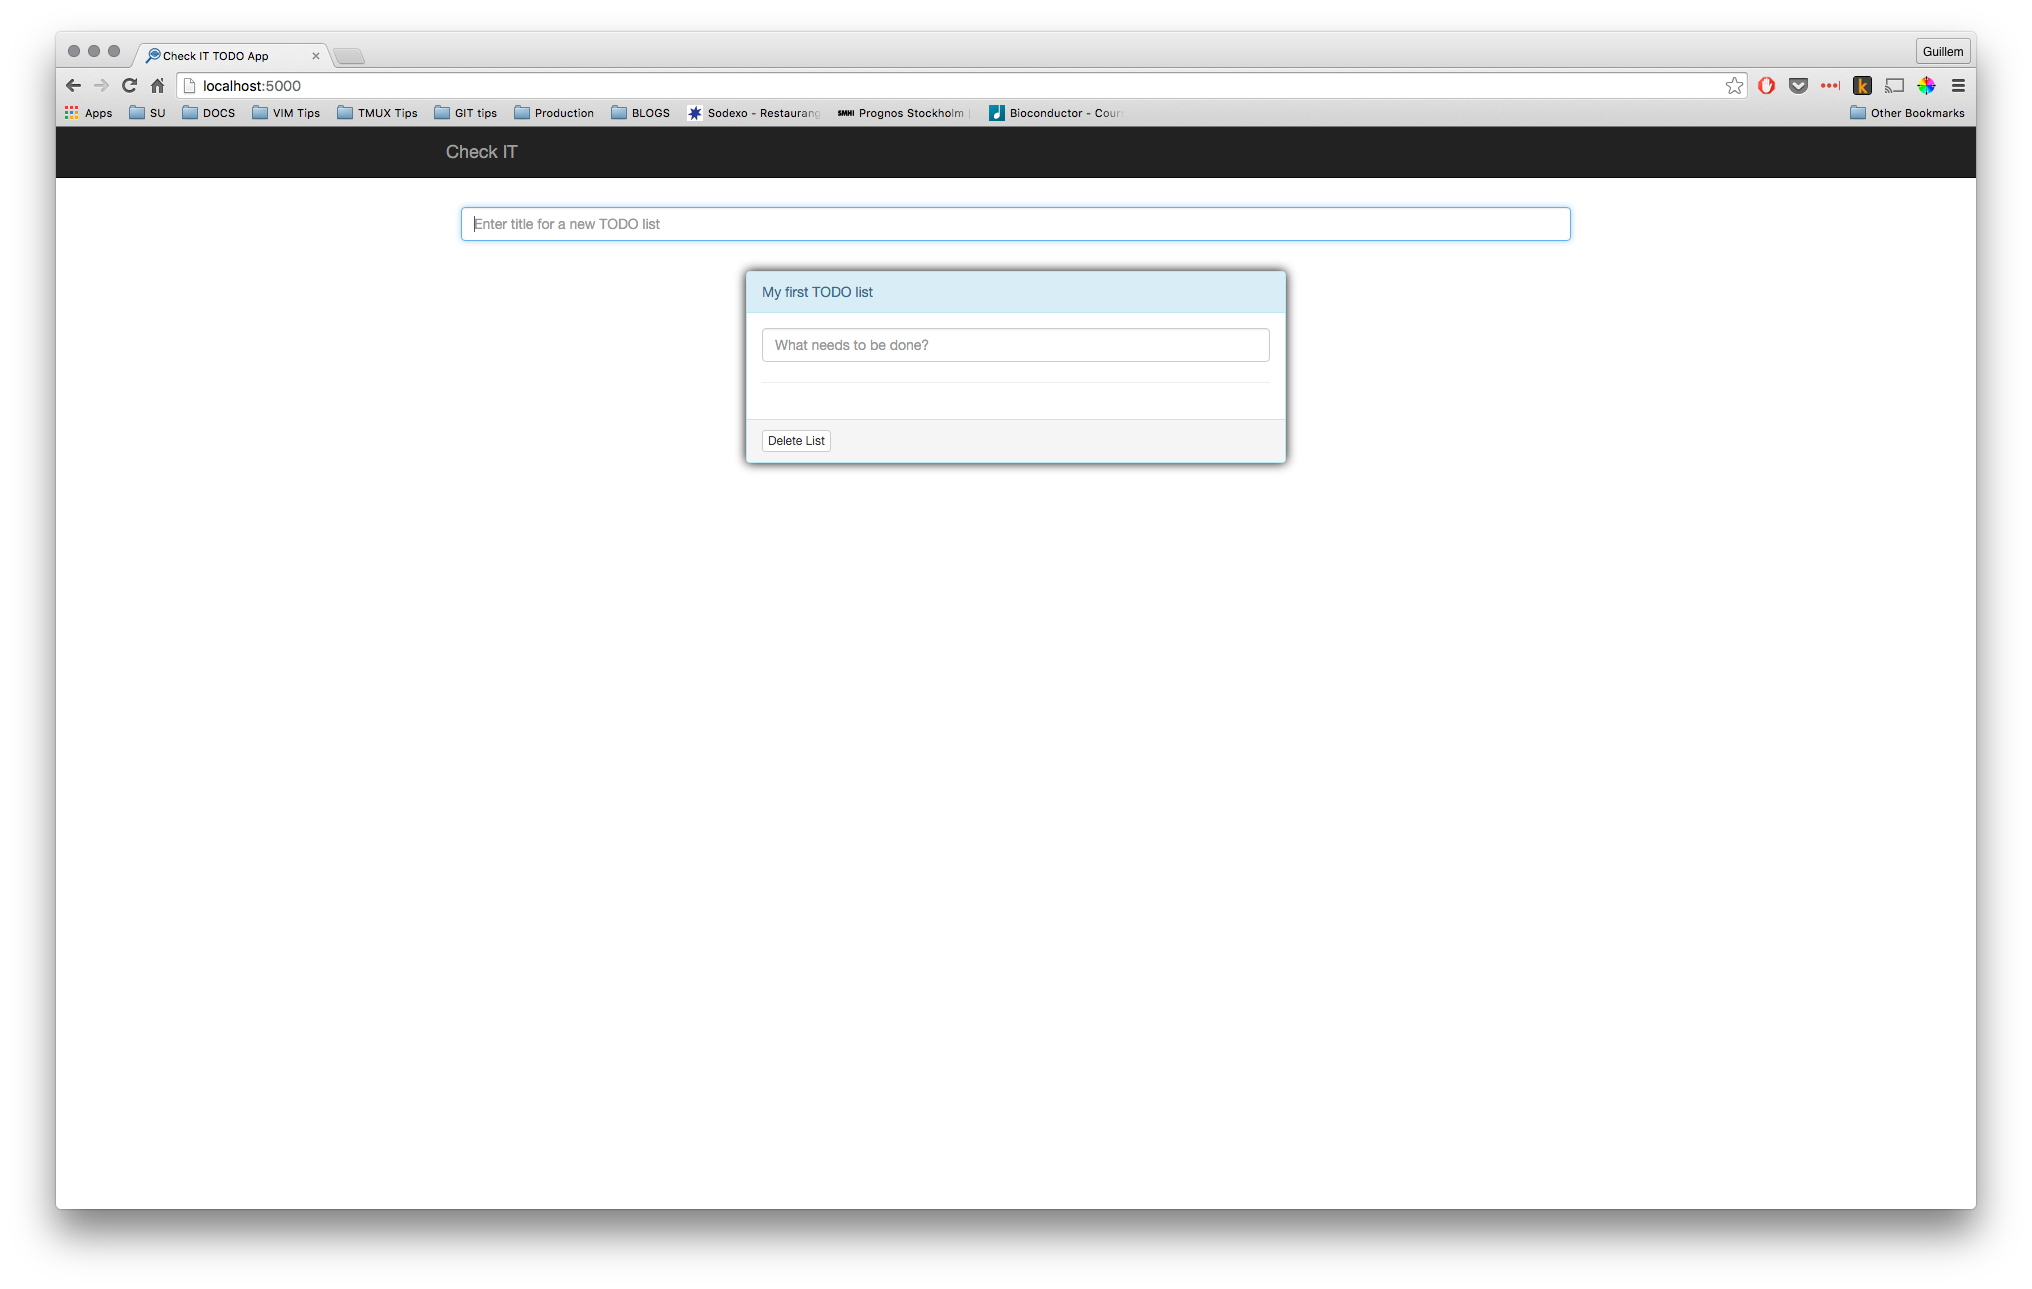 Check IT TODO App
Guillem
localhost:5000
Apps SU DOCS VIM Tips TMUX Tips GIT tips Production BLOGS Sodexo - Restaurang SMHI Prognos Stockholm Bioconductor - Cour Other Bookmarks
Check IT
Enter title for a new TODO list
My first TODO list
What needs to be done?
Delete List